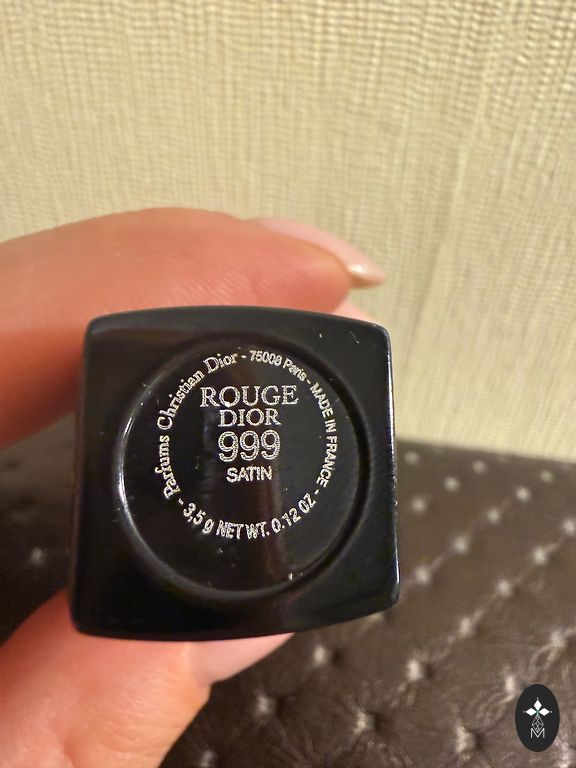 Parfums Christian Dior - 75008 Paris - MADE IN FRANCE - 3,5 g NET WT. 0.12 OZ -
ROUGE
DIOR
999
SATIN
M